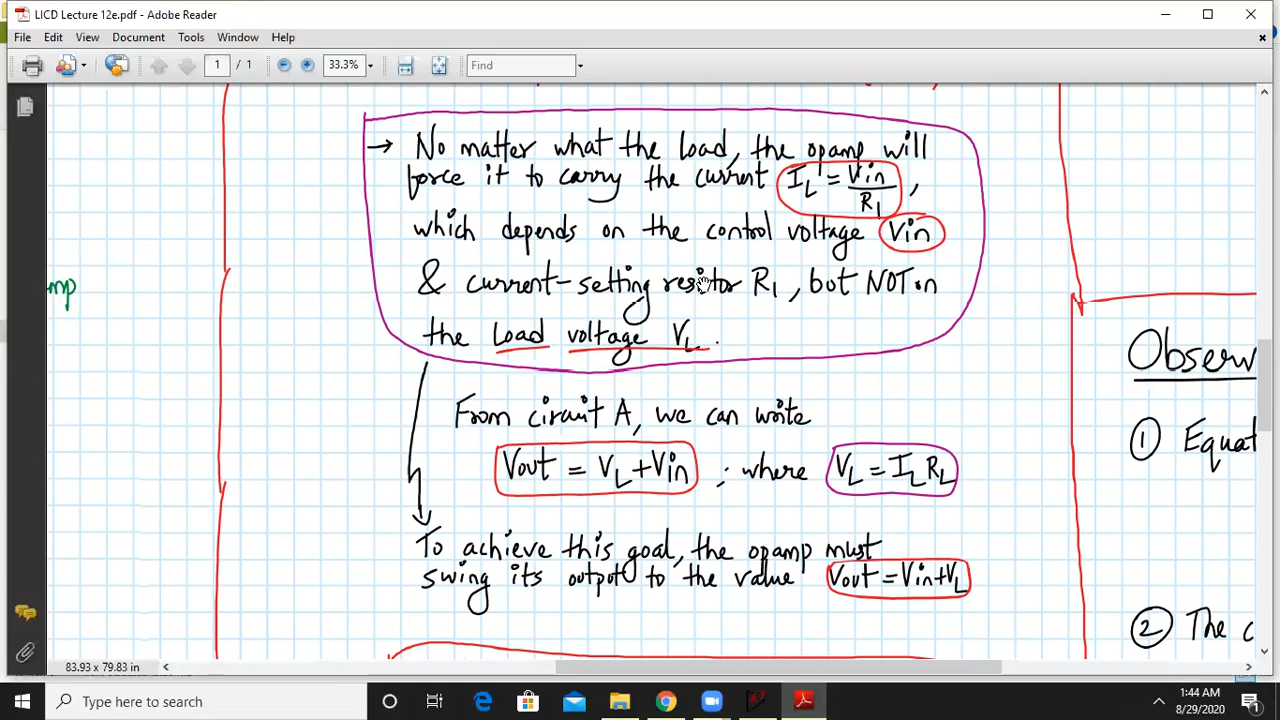 LICD Lecture 12e.pdf - Adobe Reader
File Edit View Document Tools Window Help
1 / 1 33.3% Find
→ No matter what the load, the opamp will
force it to carry the current IL = Vin/R1 ,
which depends on the control voltage Vin
& current-setting resistor R1 , but NOT on
the load voltage VL .
mp
From circuit A, we can write
Vout = VL + Vin ; where VL = IL RL
To achieve this goal, the opamp must
swing its output to the value Vout = Vin + VL
Observ
① Equat
② The c
83.93 x 79.83 in
Type here to search
1:44 AM
8/29/2020